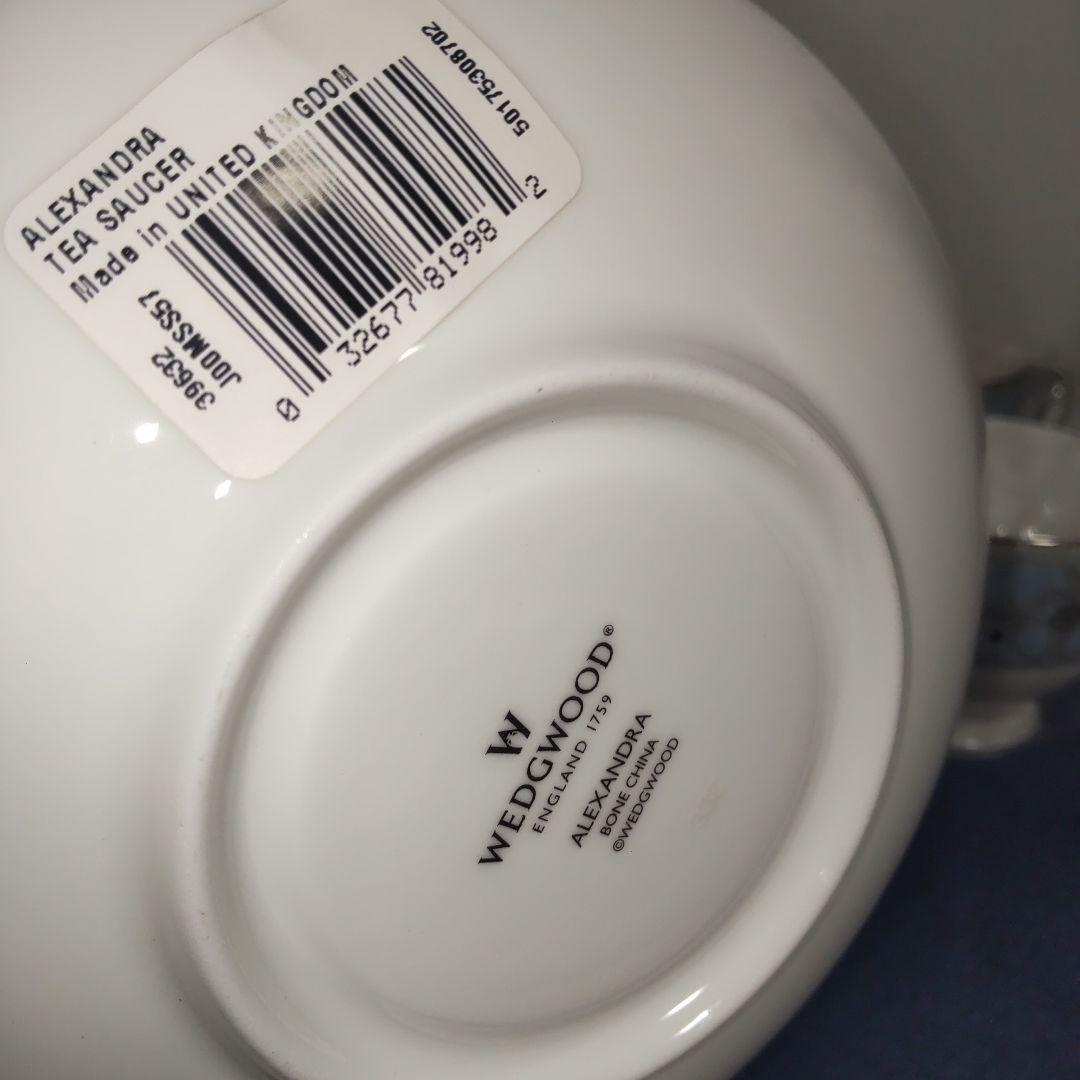 ALEXANDRA
TEA SAUCER
Made in UNITED KINGDOM
50175308702
0 32677 81998 2
39632
J00MSS57
W
WEDGWOOD®
ENGLAND 1759
ALEXANDRA
BONE CHINA
©WEDGWOOD